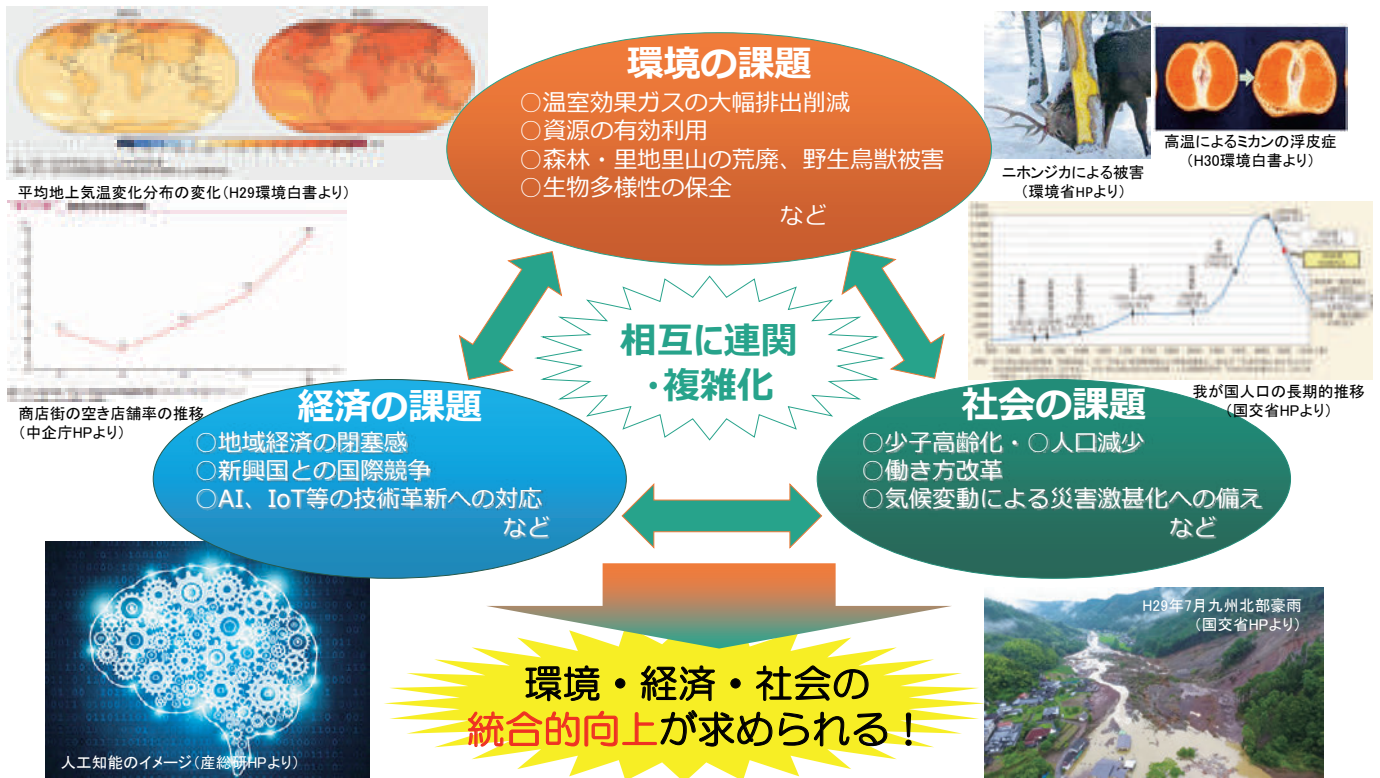 環境の課題
○温室効果ガスの大幅排出削減
○資源の有効利用
○森林・里地里山の荒廃、野生鳥獣被害
○生物多様性の保全
など
平均地上気温変化分布の変化（H29環境白書より）
ニホンジカによる被害
（環境省HPより）
高温によるミカンの浮皮症
（H30環境白書より）
相互に連関
・複雑化
商店街の空き店舗率の推移
（中企庁HPより）
我が国人口の長期的推移
（国交省HPより）
経済の課題
○地域経済の閉塞感
○新興国との国際競争
○AI、IoT等の技術革新への対応
など
社会の課題
○少子高齢化・○人口減少
○働き方改革
○気候変動による災害激甚化への備え
など
人工知能のイメージ（産総研HPより）
H29年7月九州北部豪雨
（国交省HPより）
環境・経済・社会の
統合的向上が求められる！